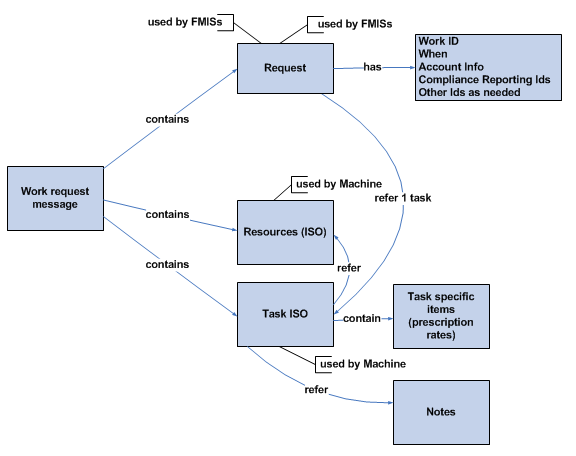 used by FMISs
used by FMISs
Request
has
Work ID
When
Account Info
Compliance Reporting Ids
Other Ids as needed
contains
Work request
message
contains
used by Machine
refer 1 task
Resources (ISO)
contains
refer
Task ISO
contain
Task specific
items
(prescription
rates)
used by Machine
refer
Notes